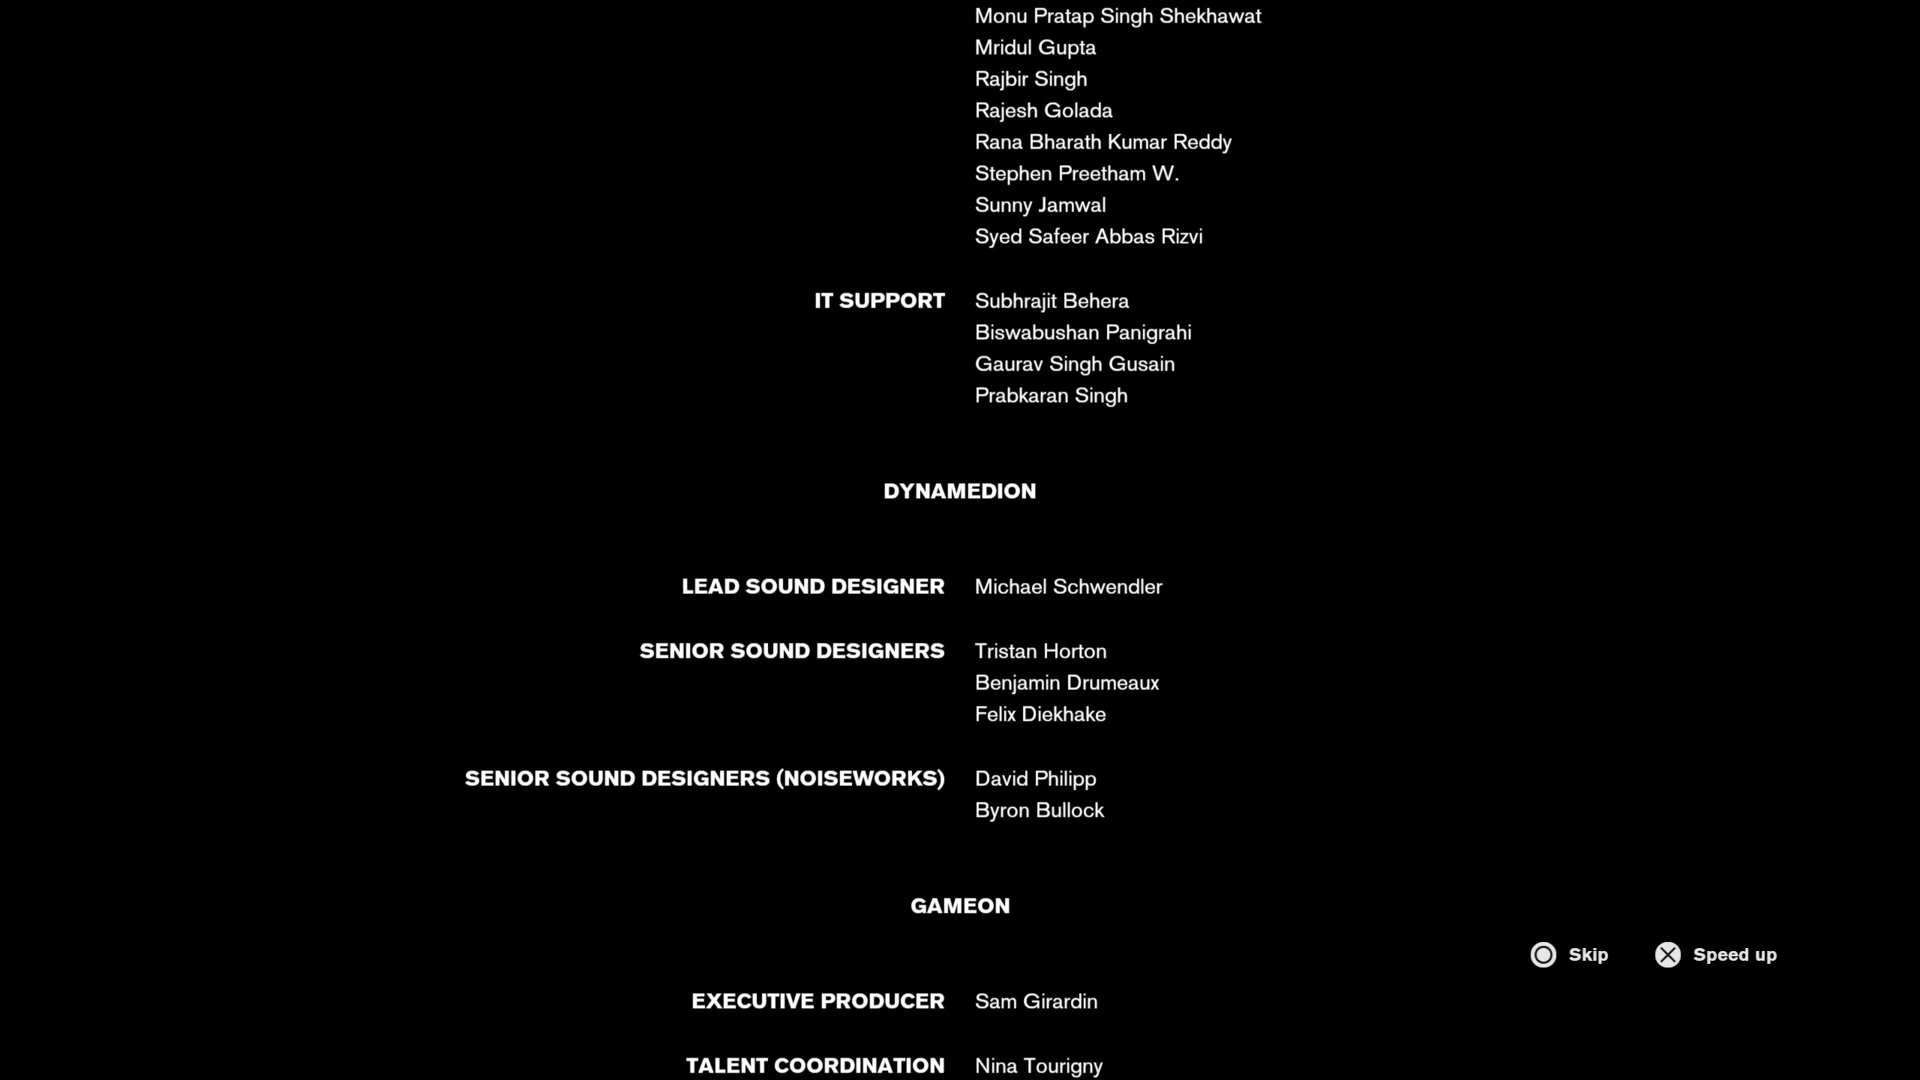 Monu Pratap Singh Shekhawat
Mridul Gupta
Rajbir Singh
Rajesh Golada
Rana Bharath Kumar Reddy
Stephen Preetham W.
Sunny Jamwal
Syed Safeer Abbas Rizvi
IT SUPPORT Subhrajit Behera
Biswabushan Panigrahi
Gaurav Singh Gusain
Prabkaran Singh
DYNAMEDION
LEAD SOUND DESIGNER Michael Schwendler
SENIOR SOUND DESIGNERS Tristan Horton
Benjamin Drumeaux
Felix Diekhake
SENIOR SOUND DESIGNERS (NOISEWORKS) David Philipp
Byron Bullock
GAMEON
Skip Speed up
EXECUTIVE PRODUCER Sam Girardin
TALENT COORDINATION Nina Tourigny